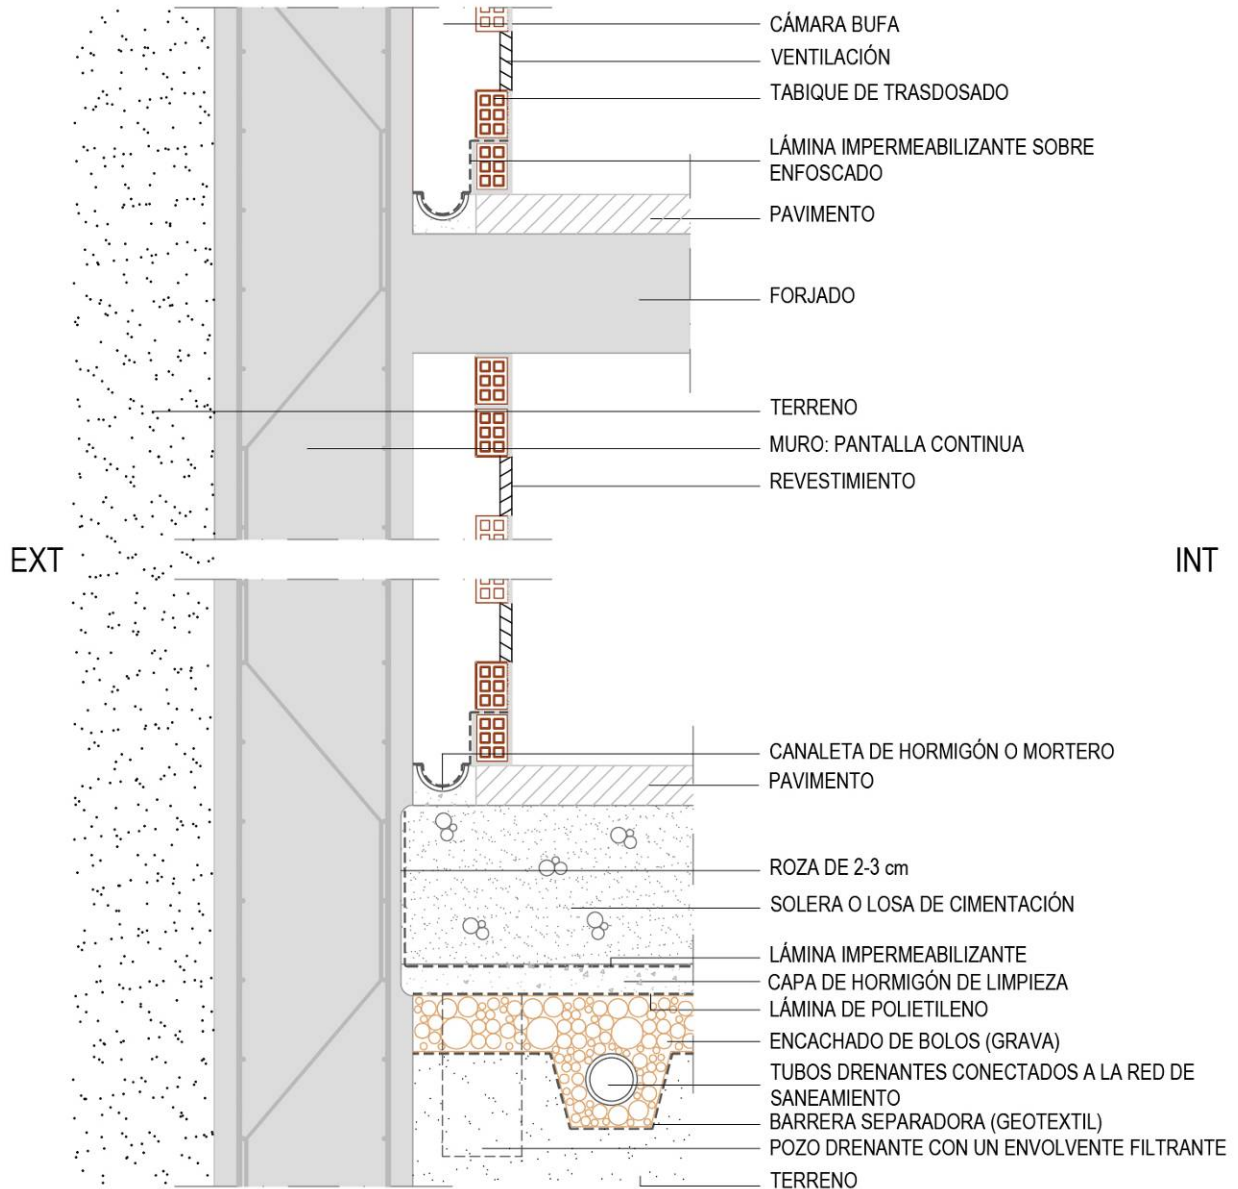 CÁMARA BUFA
VENTILACIÓN
TABIQUE DE TRASDOSADO
LÁMINA IMPERMEABILIZANTE SOBRE
ENFOSCADO
PAVIMENTO
FORJADO
TERRENO
MURO: PANTALLA CONTINUA
REVESTIMIENTO
EXT
INT
CANALETA DE HORMIGÓN O MORTERO
PAVIMENTO
ROZA DE 2-3 cm
SOLERA O LOSA DE CIMENTACIÓN
LÁMINA IMPERMEABILIZANTE
CAPA DE HORMIGÓN DE LIMPIEZA
LÁMINA DE POLIETILENO
ENCACHADO DE BOLOS (GRAVA)
TUBOS DRENANTES CONECTADOS A LA RED DE
SANEAMIENTO
BARRERA SEPARADORA (GEOTEXTIL)
POZO DRENANTE CON UN ENVOLVENTE FILTRANTE
TERRENO